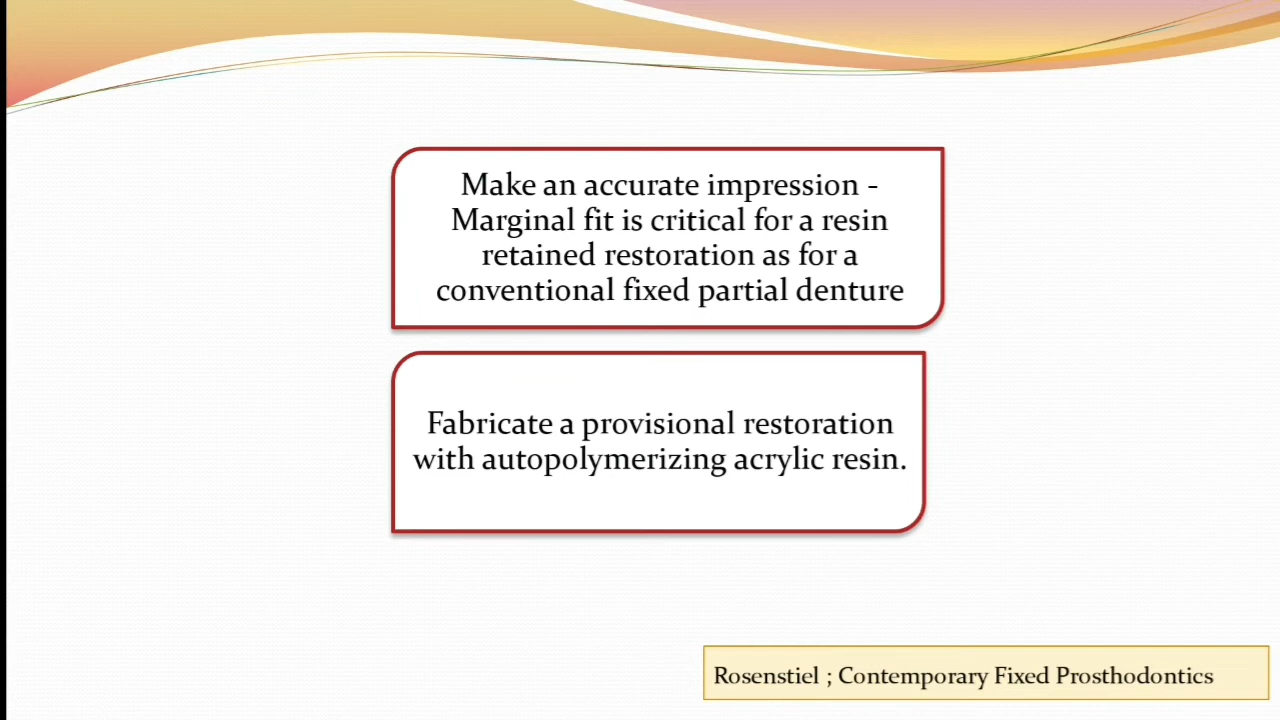 Make an accurate impression -
Marginal fit is critical for a resin
retained restoration as for a
conventional fixed partial denture
Fabricate a provisional restoration
with autopolymerizing acrylic resin.
Rosenstiel ; Contemporary Fixed Prosthodontics